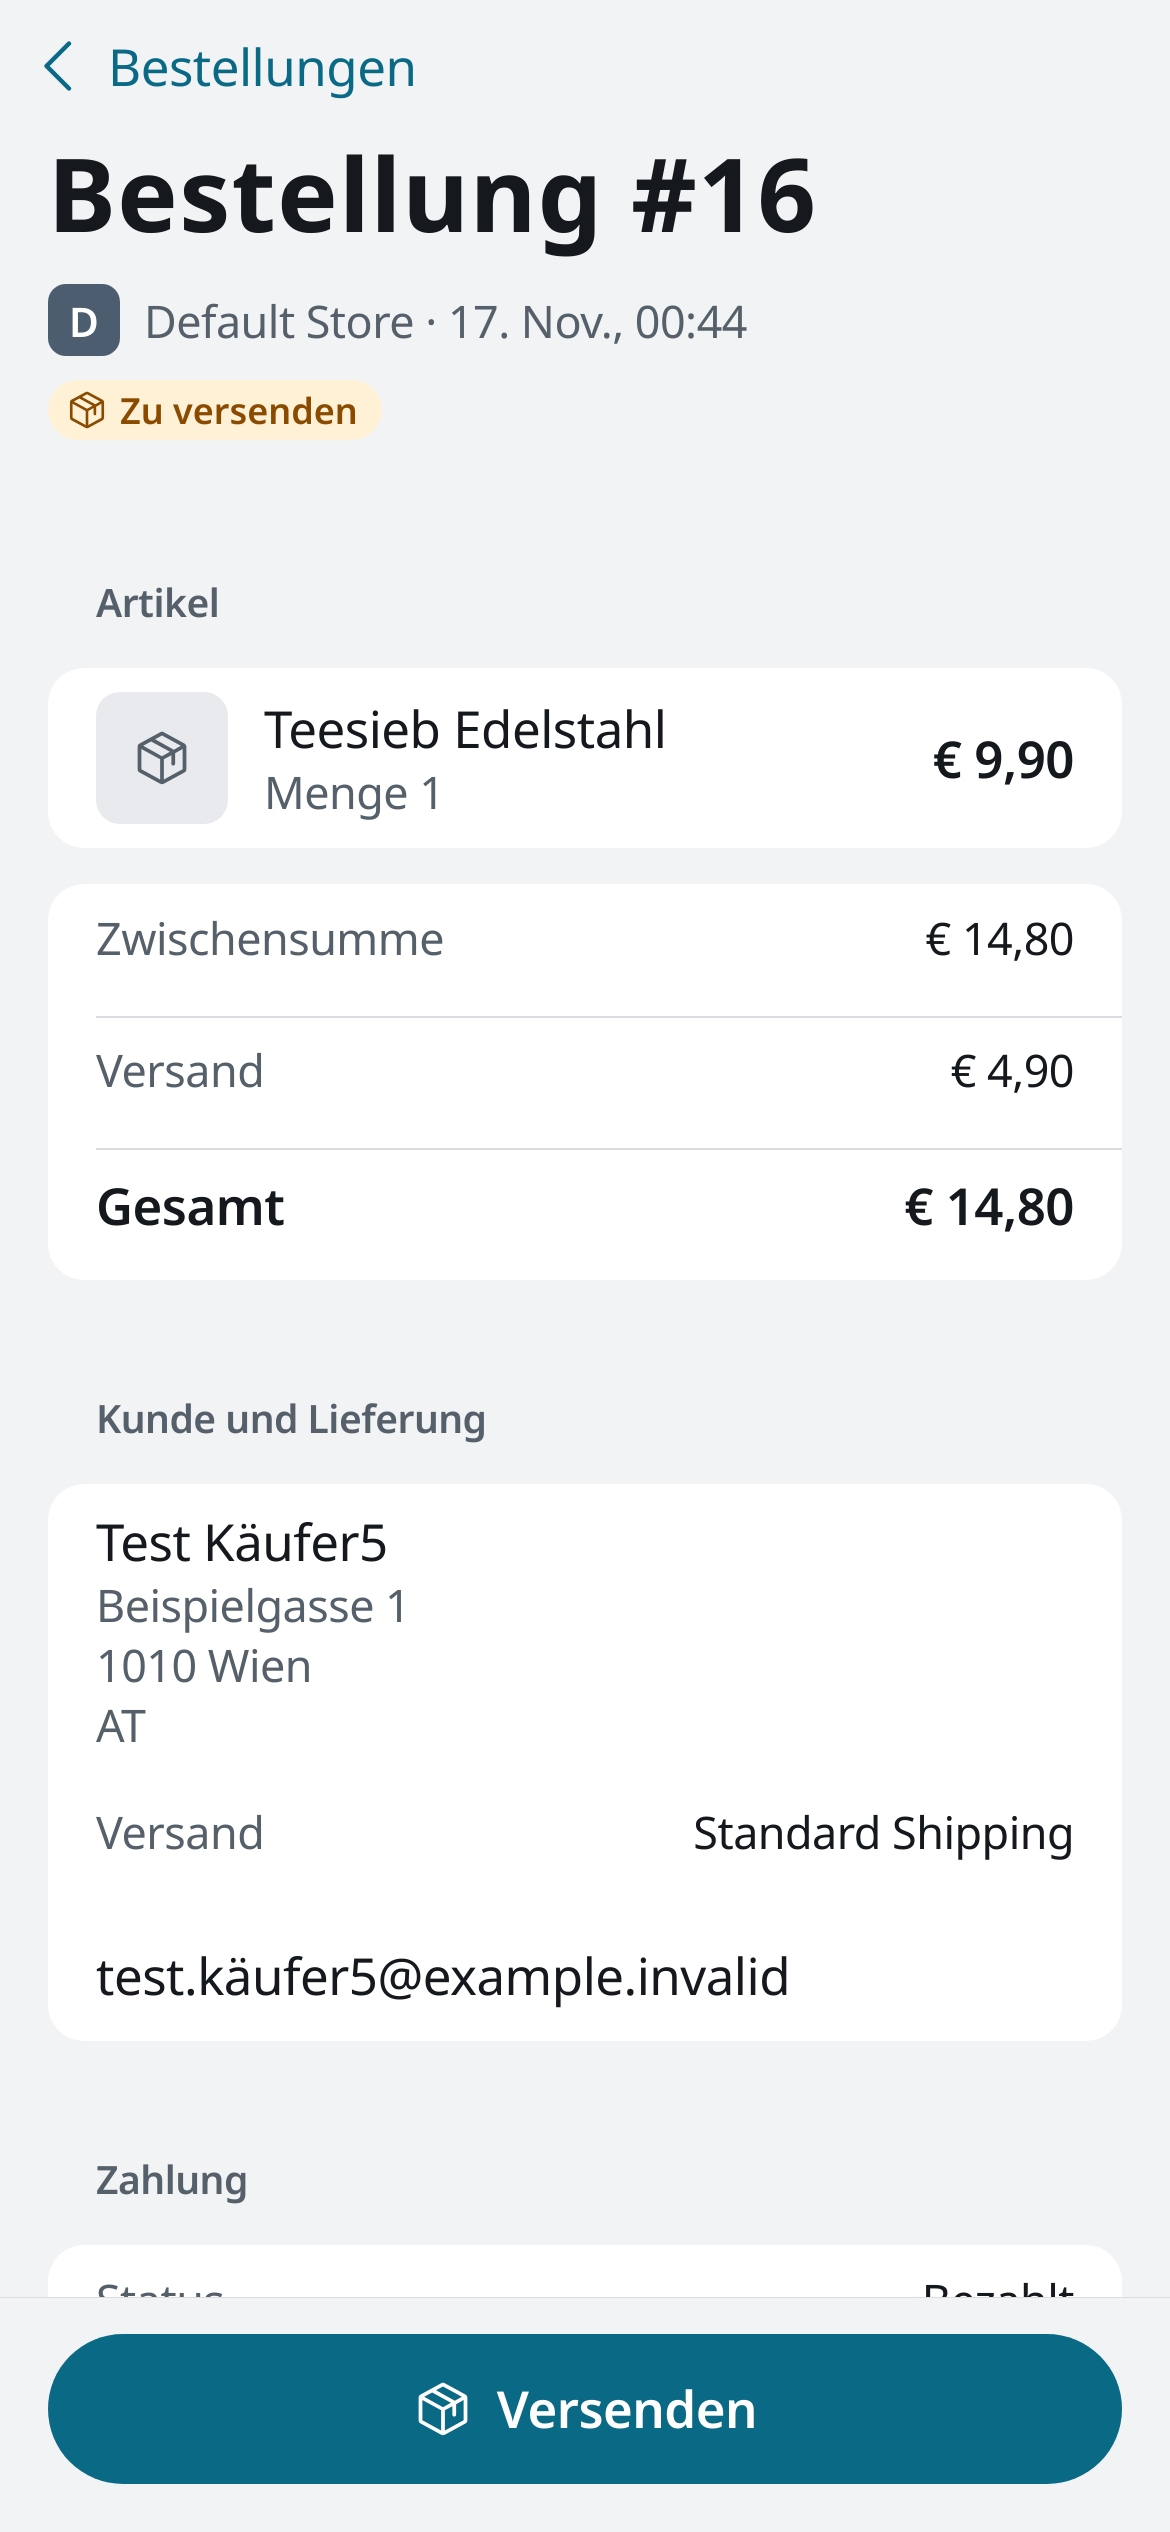 Bestellungen
Bestellung #16
D Default Store · 17. Nov., 00:44
Zu versenden
Artikel
Teesieb Edelstahl
Menge 1
€ 9,90
Zwischensumme € 14,80
Versand € 4,90
Gesamt € 14,80
Kunde und Lieferung
Test Käufer5
Beispielgasse 1
1010 Wien
AT
Versand Standard Shipping
test.käufer5@example.invalid
Zahlung
Status Bezahlt
Versenden